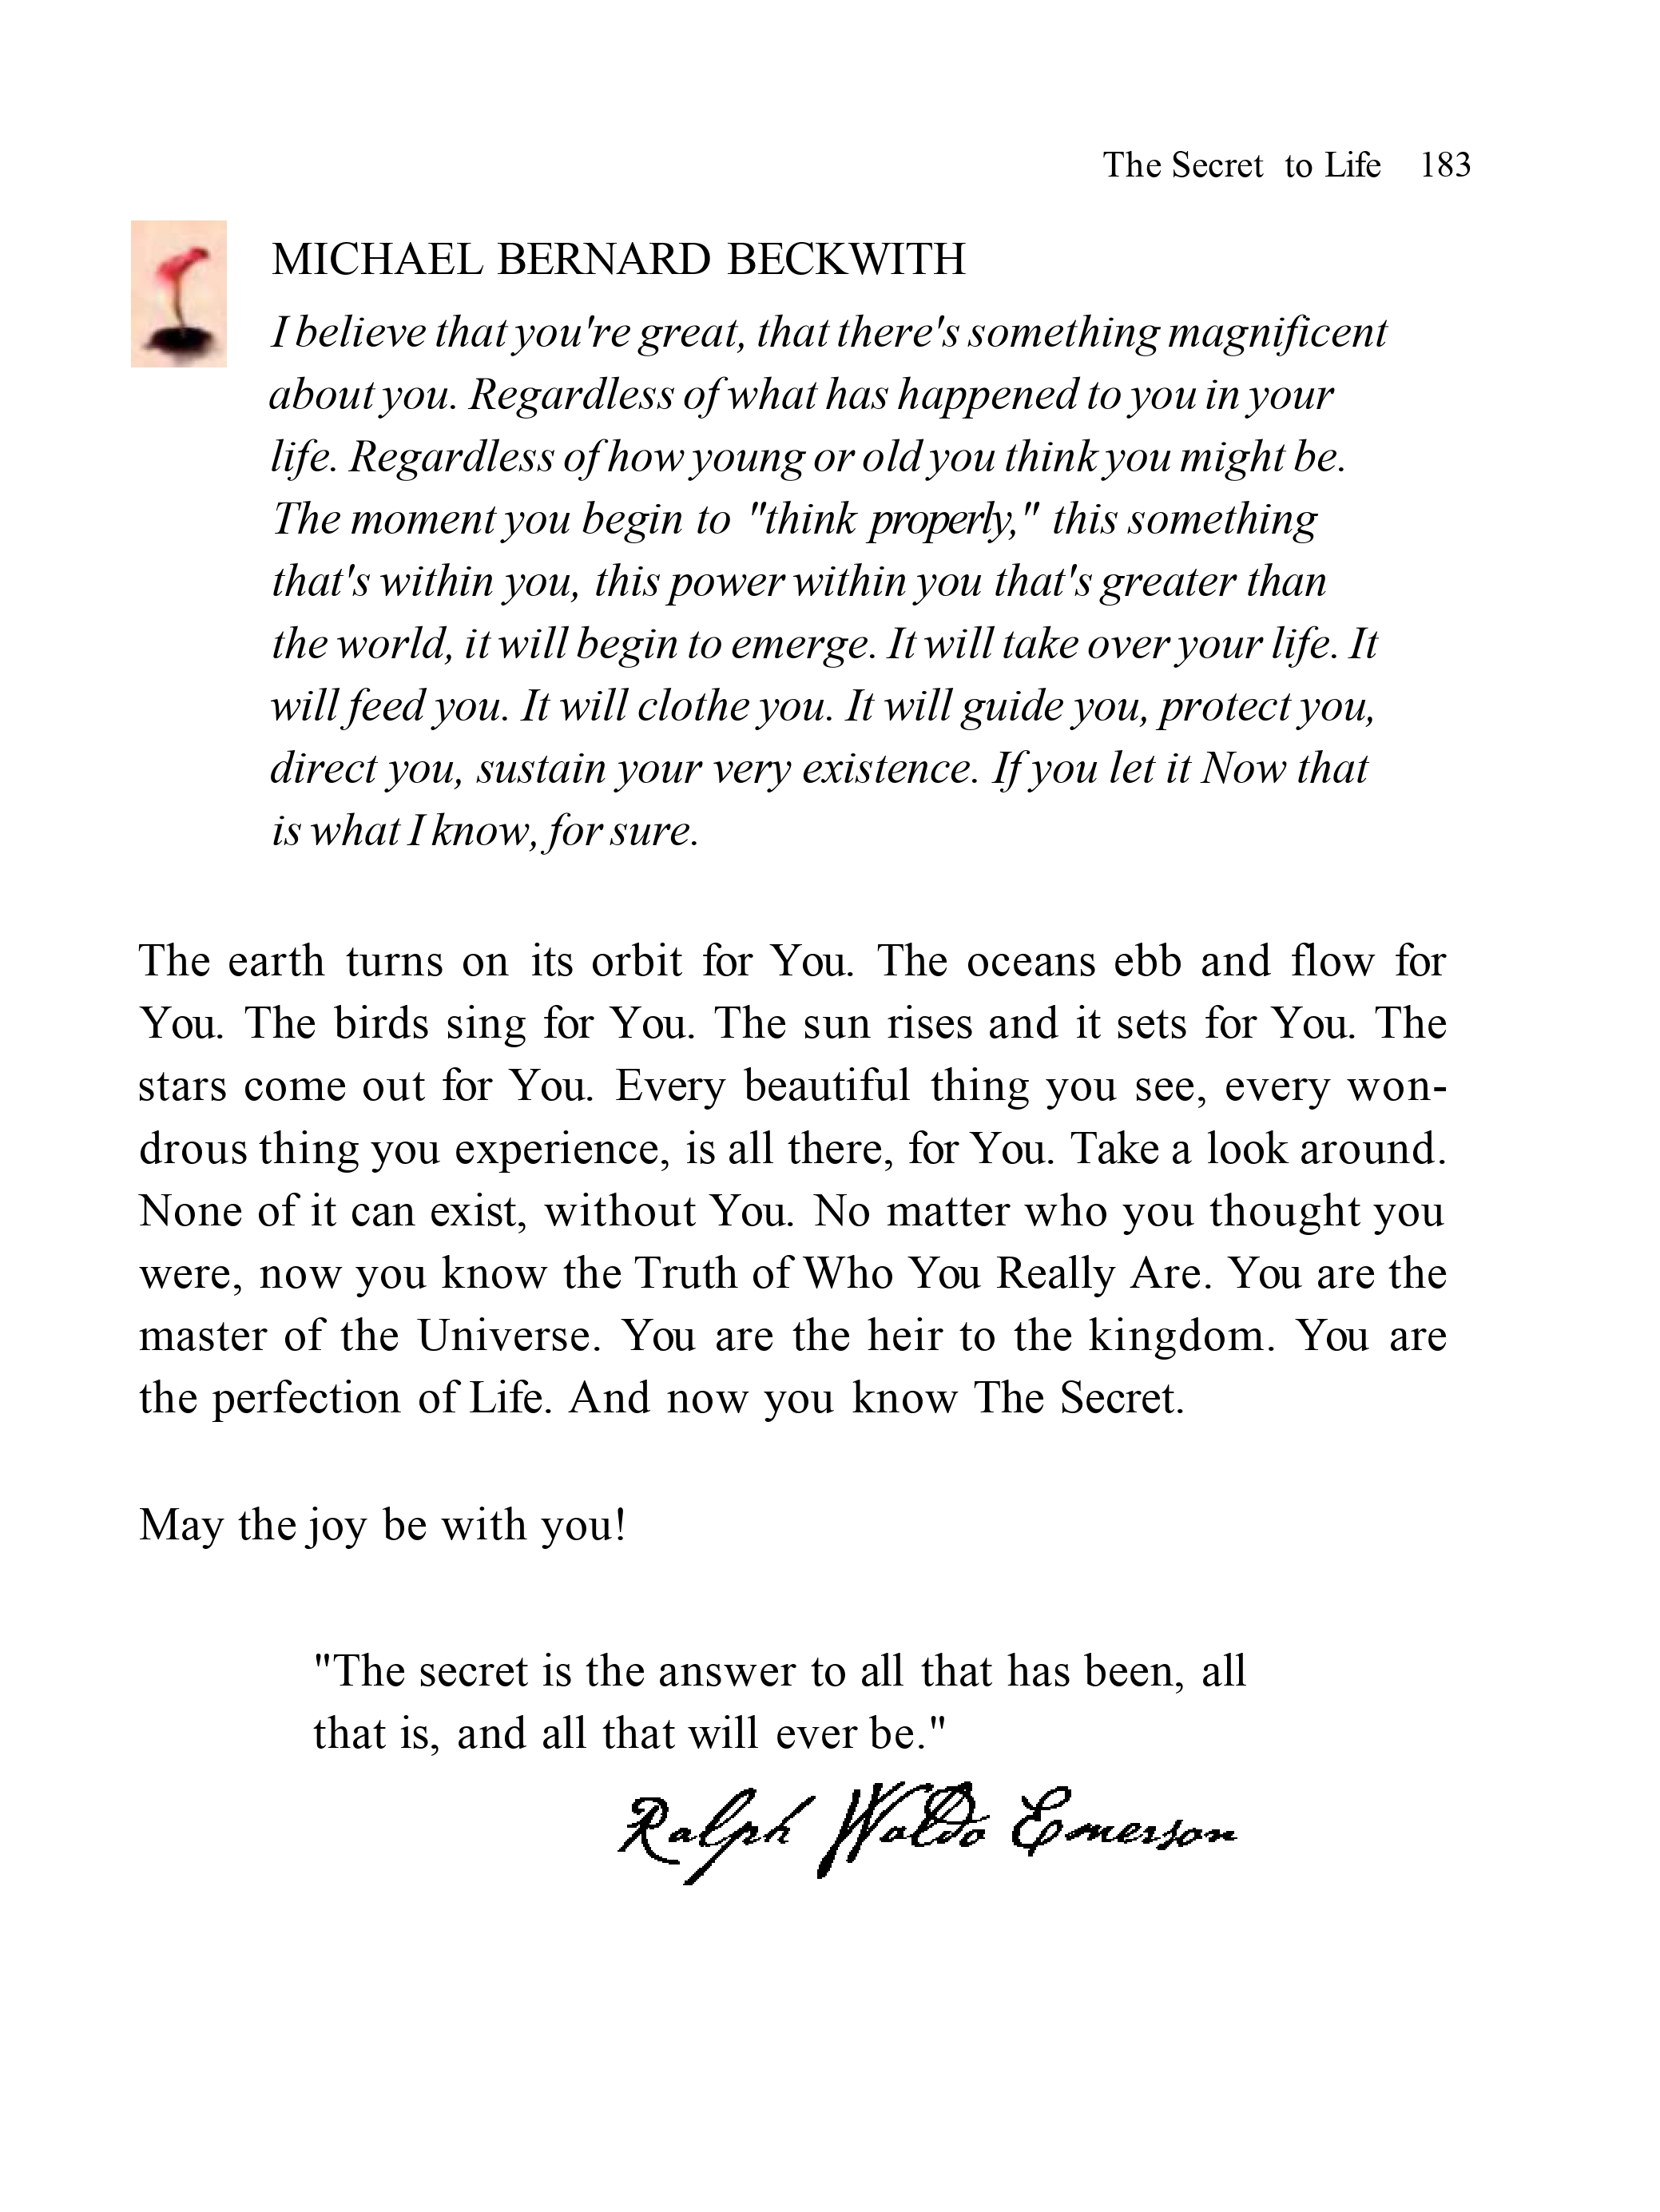 The Secret to Life 183
MICHAEL BERNARD BECKWITH
I believe that you're great, that there's something magnificent
about you. Regardless of what has happened to you in your
life. Regardless of how young or old you think you might be.
The moment you begin to "think properly," this something
that's within you, this power within you that's greater than
the world, it will begin to emerge. It will take over your life. It
will feed you. It will clothe you. It will guide you, protect you,
direct you, sustain your very existence. If you let it Now that
is what I know, for sure.
The earth turns on its orbit for You. The oceans ebb and flow for
You. The birds sing for You. The sun rises and it sets for You. The
stars come out for You. Every beautiful thing you see, every won-
drous thing you experience, is all there, for You. Take a look around.
None of it can exist, without You. No matter who you thought you
were, now you know the Truth of Who You Really Are. You are the
master of the Universe. You are the heir to the kingdom. You are
the perfection of Life. And now you know The Secret.
May the joy be with you!
"The secret is the answer to all that has been, all
that is, and all that will ever be."
Ralph Waldo Emerson